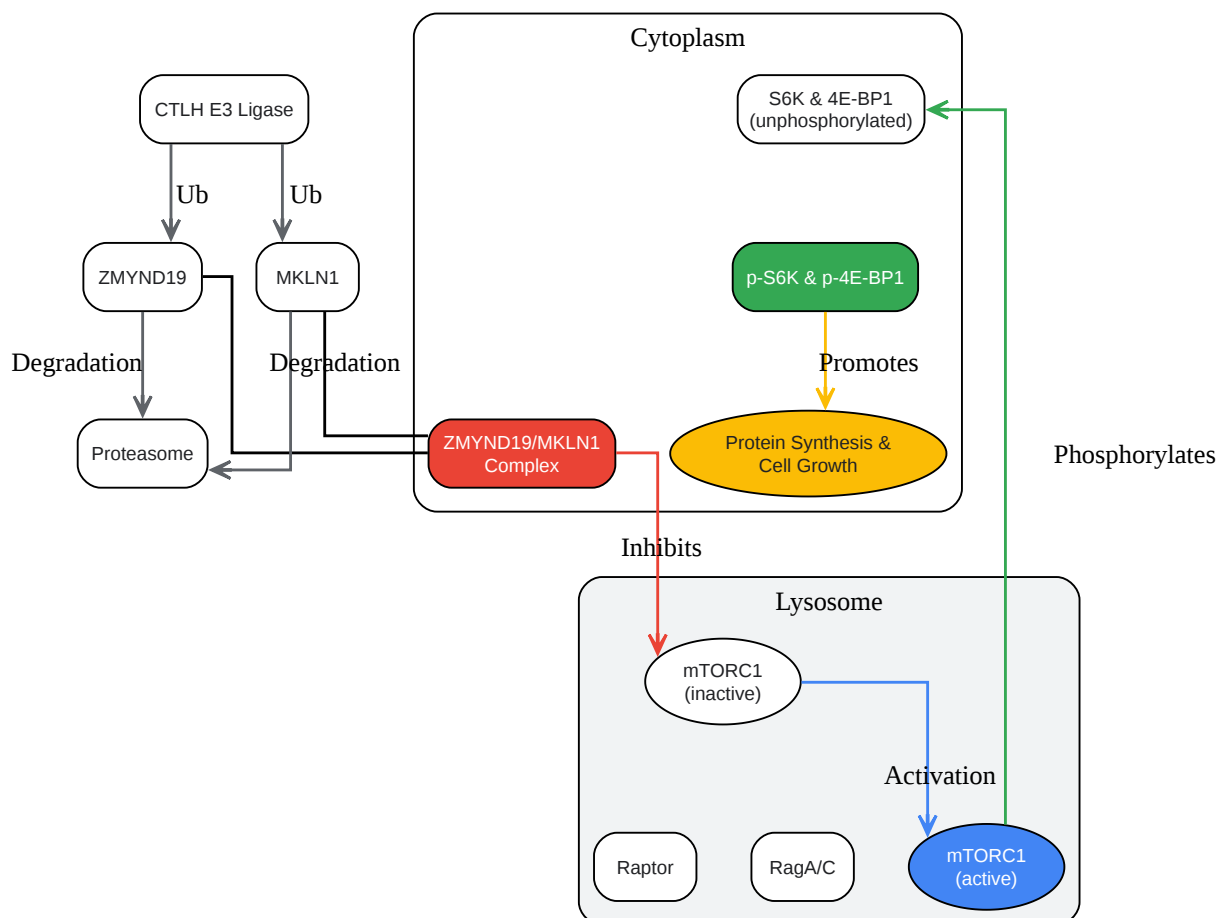 Cytoplasm
CTLH E3 Ligase
S6K & 4E-BP1
(unphosphorylated)
Ub
Ub
ZMYND19
MKLN1
p-S6K & p-4E-BP1
Degradation
Degradation
Promotes
Proteasome
ZMYND19/MKLN1
Complex
Protein Synthesis &
Cell Growth
Phosphorylates
Inhibits
Lysosome
mTORC1
(inactive)
Activation
Raptor
RagA/C
mTORC1
(active)